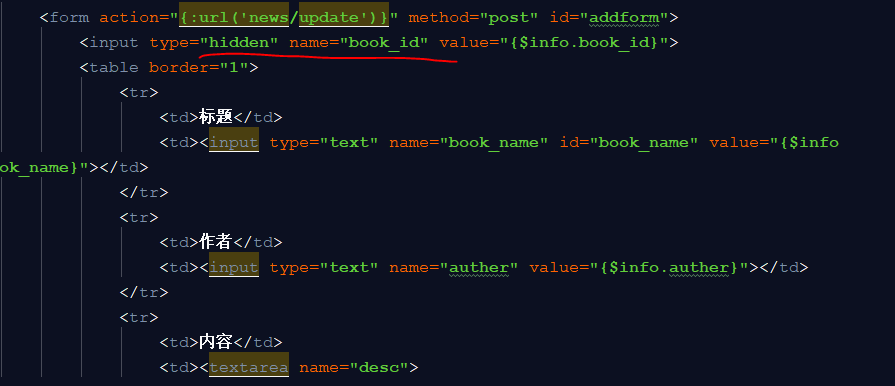 <form action="{:url('news/update')}" method="post" id="addform">
<input type="hidden" name="book_id" value="{$info.book_id}">
<table border="1">
<tr>
<td>标题</td>
<td><input type="text" name="book_name" id="book_name" value="{$info
ok_name}"></td>
</tr>
<tr>
<td>作者</td>
<td><input type="text" name="auther" value="{$info.auther}"></td>
</tr>
<tr>
<td>内容</td>
<td><textarea name="desc">